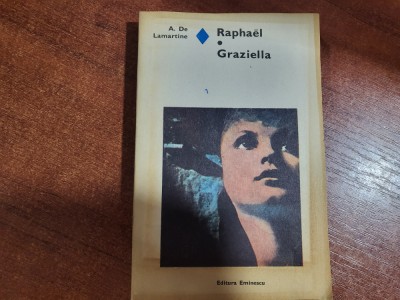 A. De
Lamartine
Raphaël
Graziella
Editura Eminescu